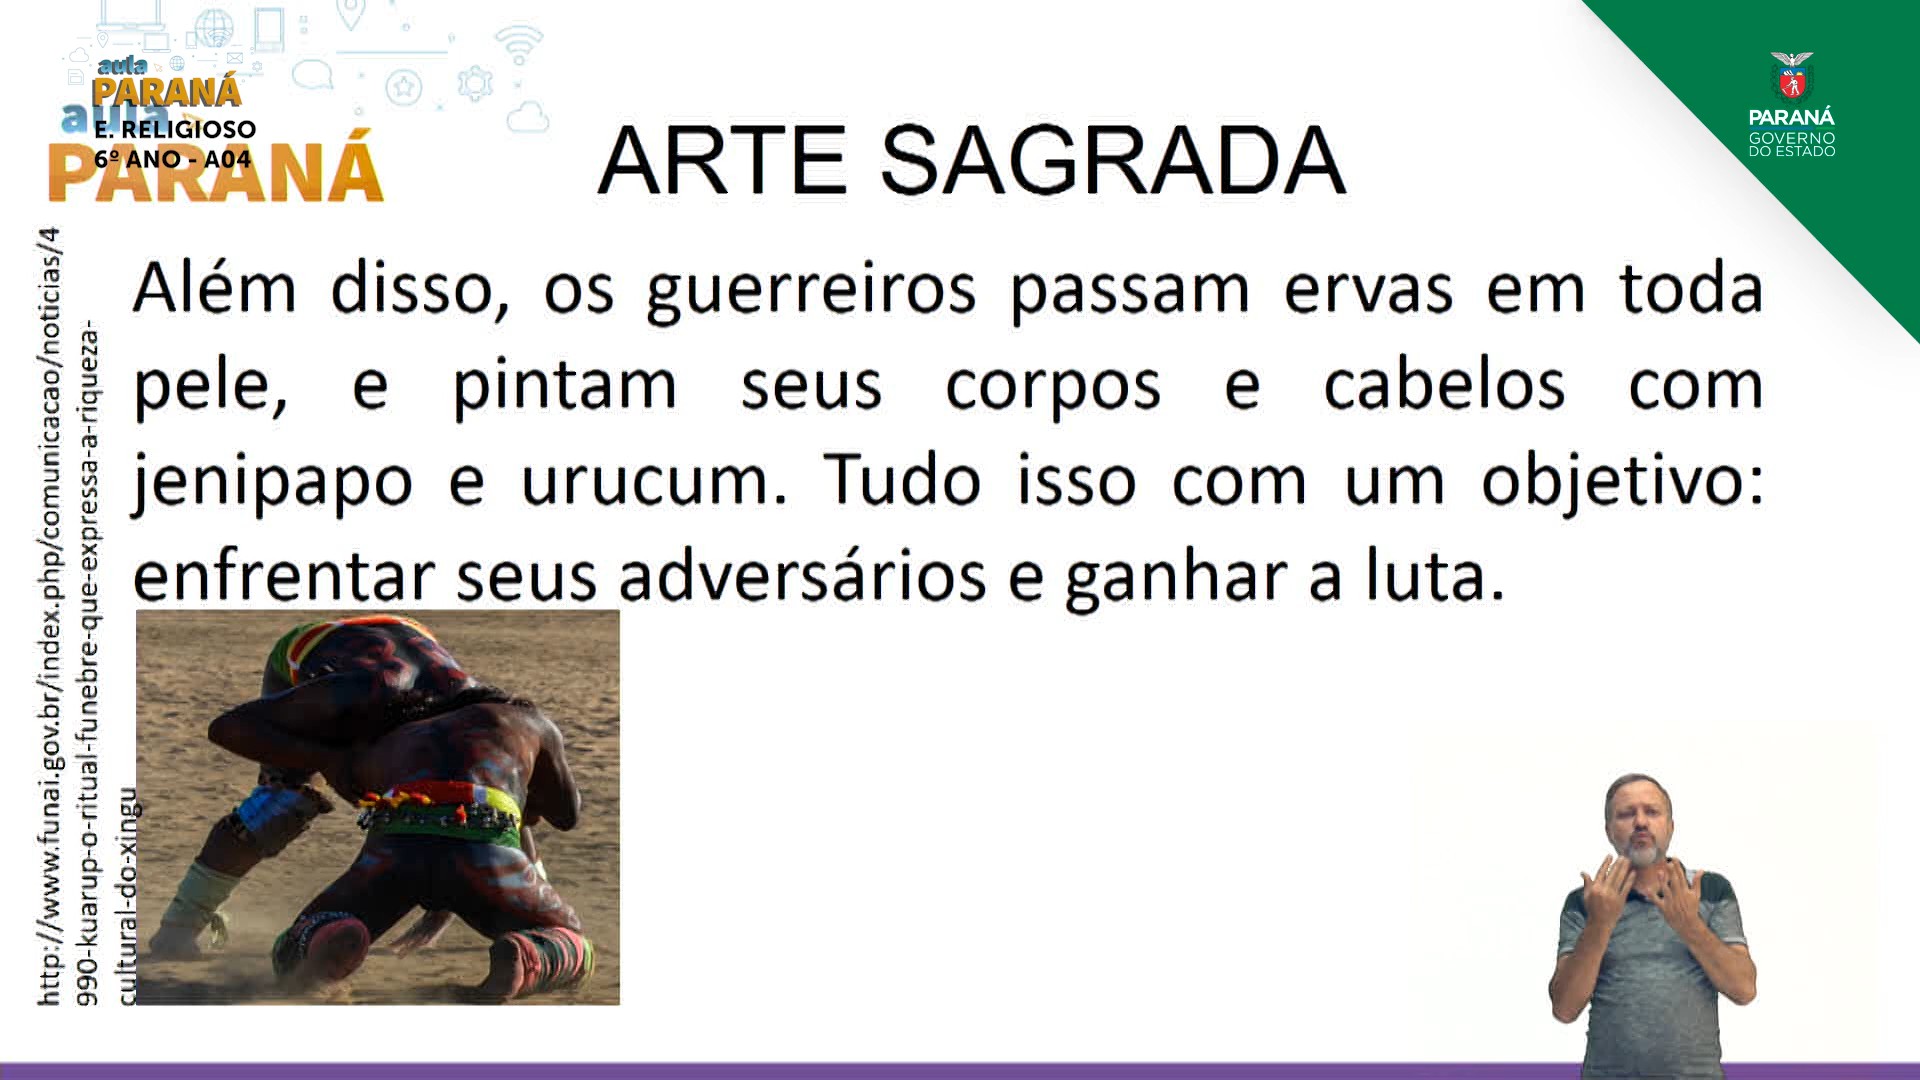 aula
PARANÁ
E. RELIGIOSO
6º ANO - A04
aula
PARANÁ
PARANÁ
GOVERNO
DO ESTADO
ARTE SAGRADA
Além disso, os guerreiros passam ervas em toda
pele, e pintam seus corpos e cabelos com
jenipapo e urucum. Tudo isso com um objetivo:
enfrentar seus adversários e ganhar a luta.
http://www.funai.gov.br/index.php/comunicacao/noticias/4
990-kuarup-o-ritual-funebre-que-expressa-a-riqueza-
cultural-do-xingu